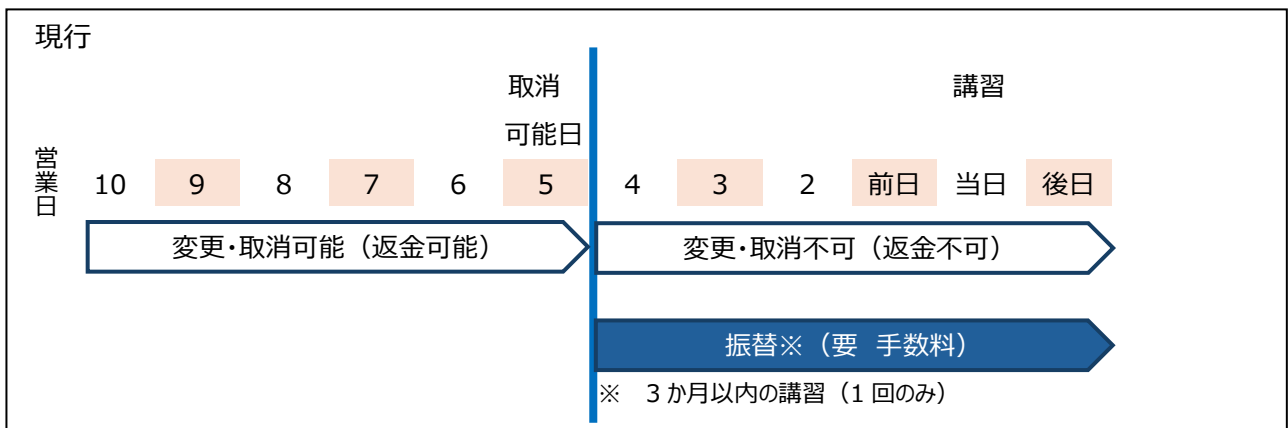 現行
取消
可能日
講習
営業日
10 9 8 7 6 5 4 3 2 前日 当日 後日
変更・取消可能（返金可能） 変更・取消不可（返金不可）
振替※（要 手数料）
※ 3か月以内の講習（1回のみ）